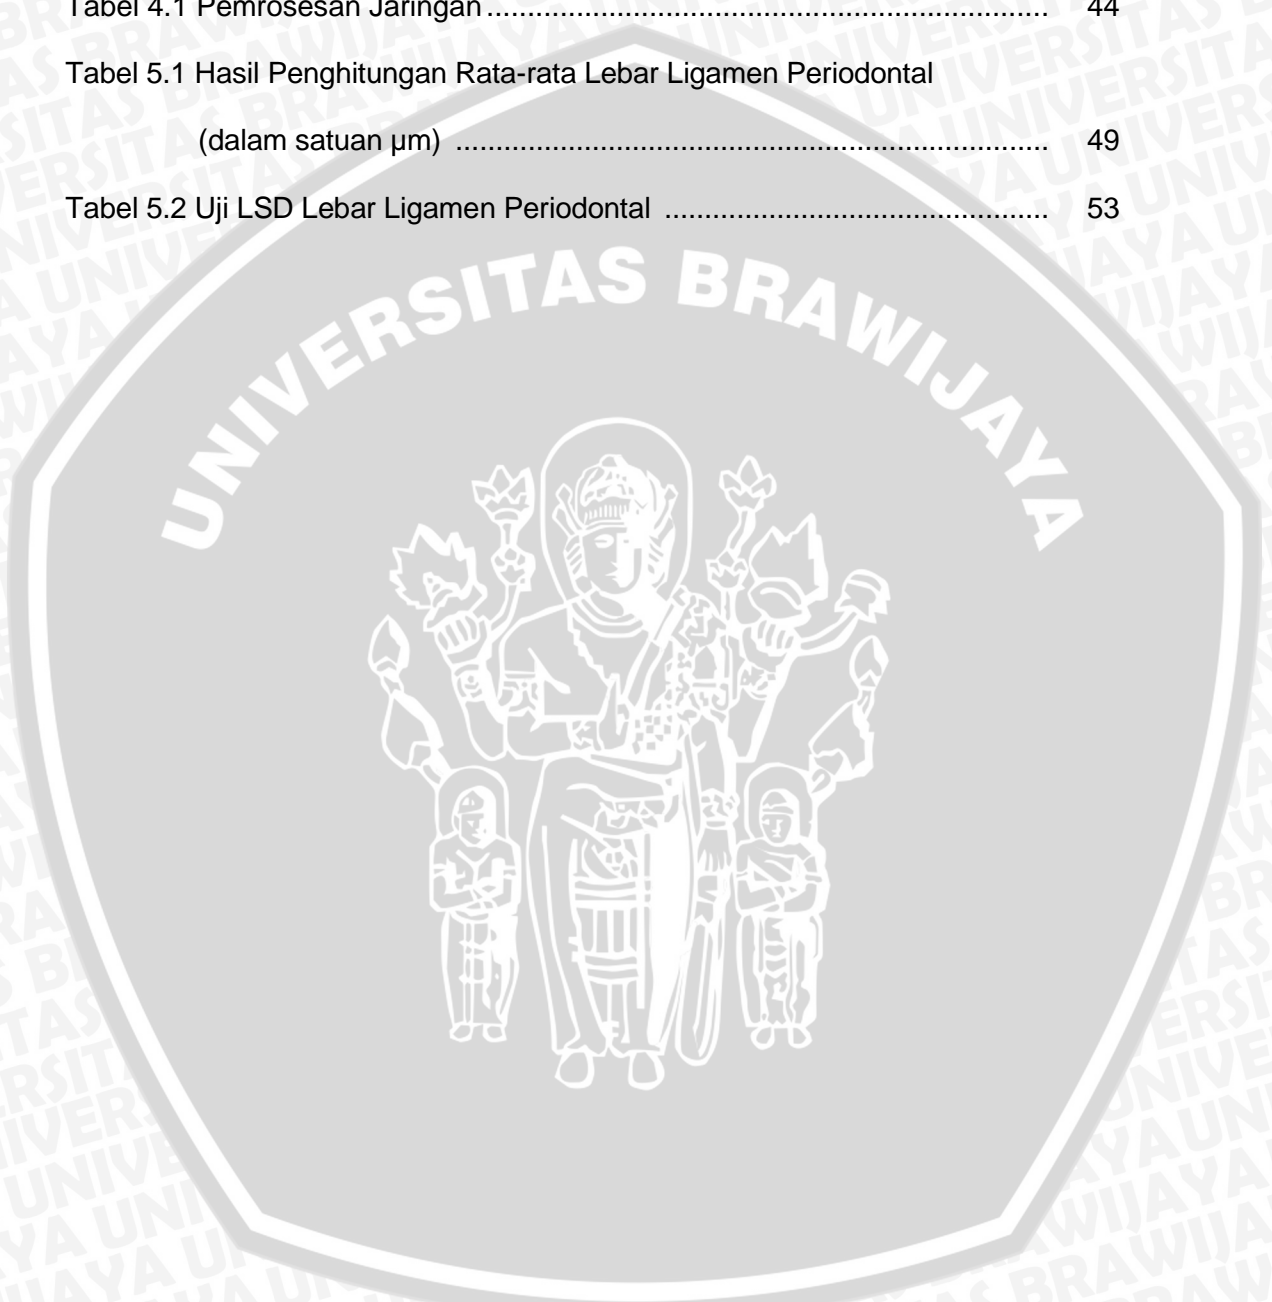 Tabel 4.1 Pemrosesan Jaringan ...................................................................... 44
Tabel 5.1 Hasil Penghitungan Rata-rata Lebar Ligamen Periodontal
(dalam satuan µm) .......................................................................... 49
Tabel 5.2 Uji LSD Lebar Ligamen Periodontal ................................................ 53
UNIVERSITAS BRAWIJAYA